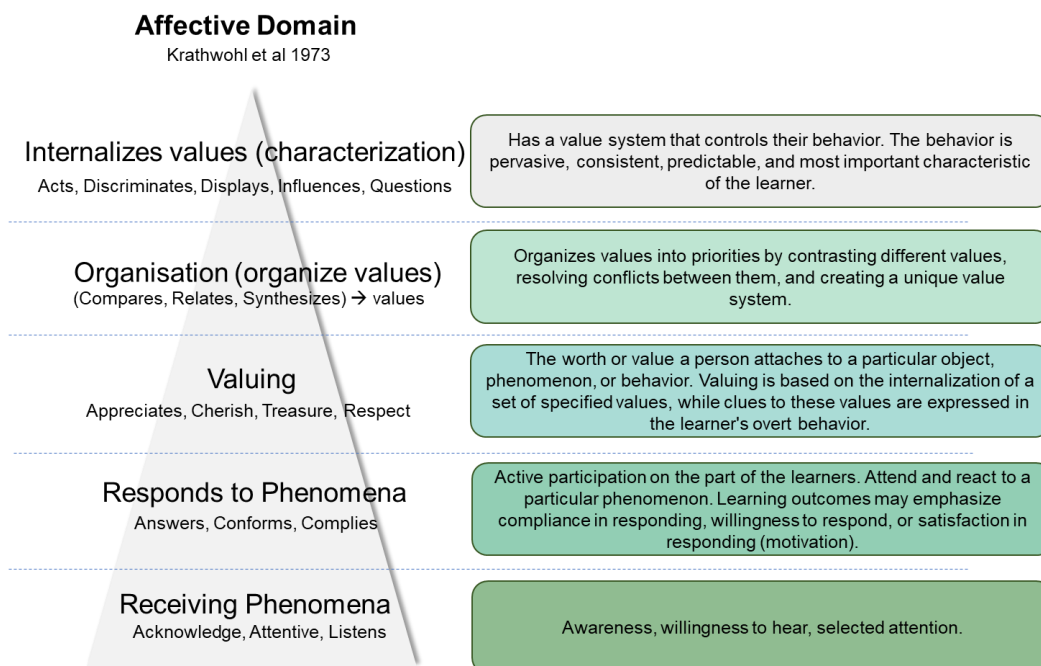 Affective Domain
Krathwohl et al 1973
Internalizes values (characterization)
Acts, Discriminates, Displays, Influences, Questions
Has a value system that controls their behavior. The behavior is
pervasive, consistent, predictable, and most important characteristic
of the learner.
Organisation (organize values)
(Compares, Relates, Synthesizes) → values
Organizes values into priorities by contrasting different values,
resolving conflicts between them, and creating a unique value
system.
Valuing
Appreciates, Cherish, Treasure, Respect
The worth or value a person attaches to a particular object,
phenomenon, or behavior. Valuing is based on the internalization of a
set of specified values, while clues to these values are expressed in
the learner's overt behavior.
Responds to Phenomena
Answers, Conforms, Complies
Active participation on the part of the learners. Attend and react to a
particular phenomenon. Learning outcomes may emphasize
compliance in responding, willingness to respond, or satisfaction in
responding (motivation).
Receiving Phenomena
Acknowledge, Attentive, Listens
Awareness, willingness to hear, selected attention.